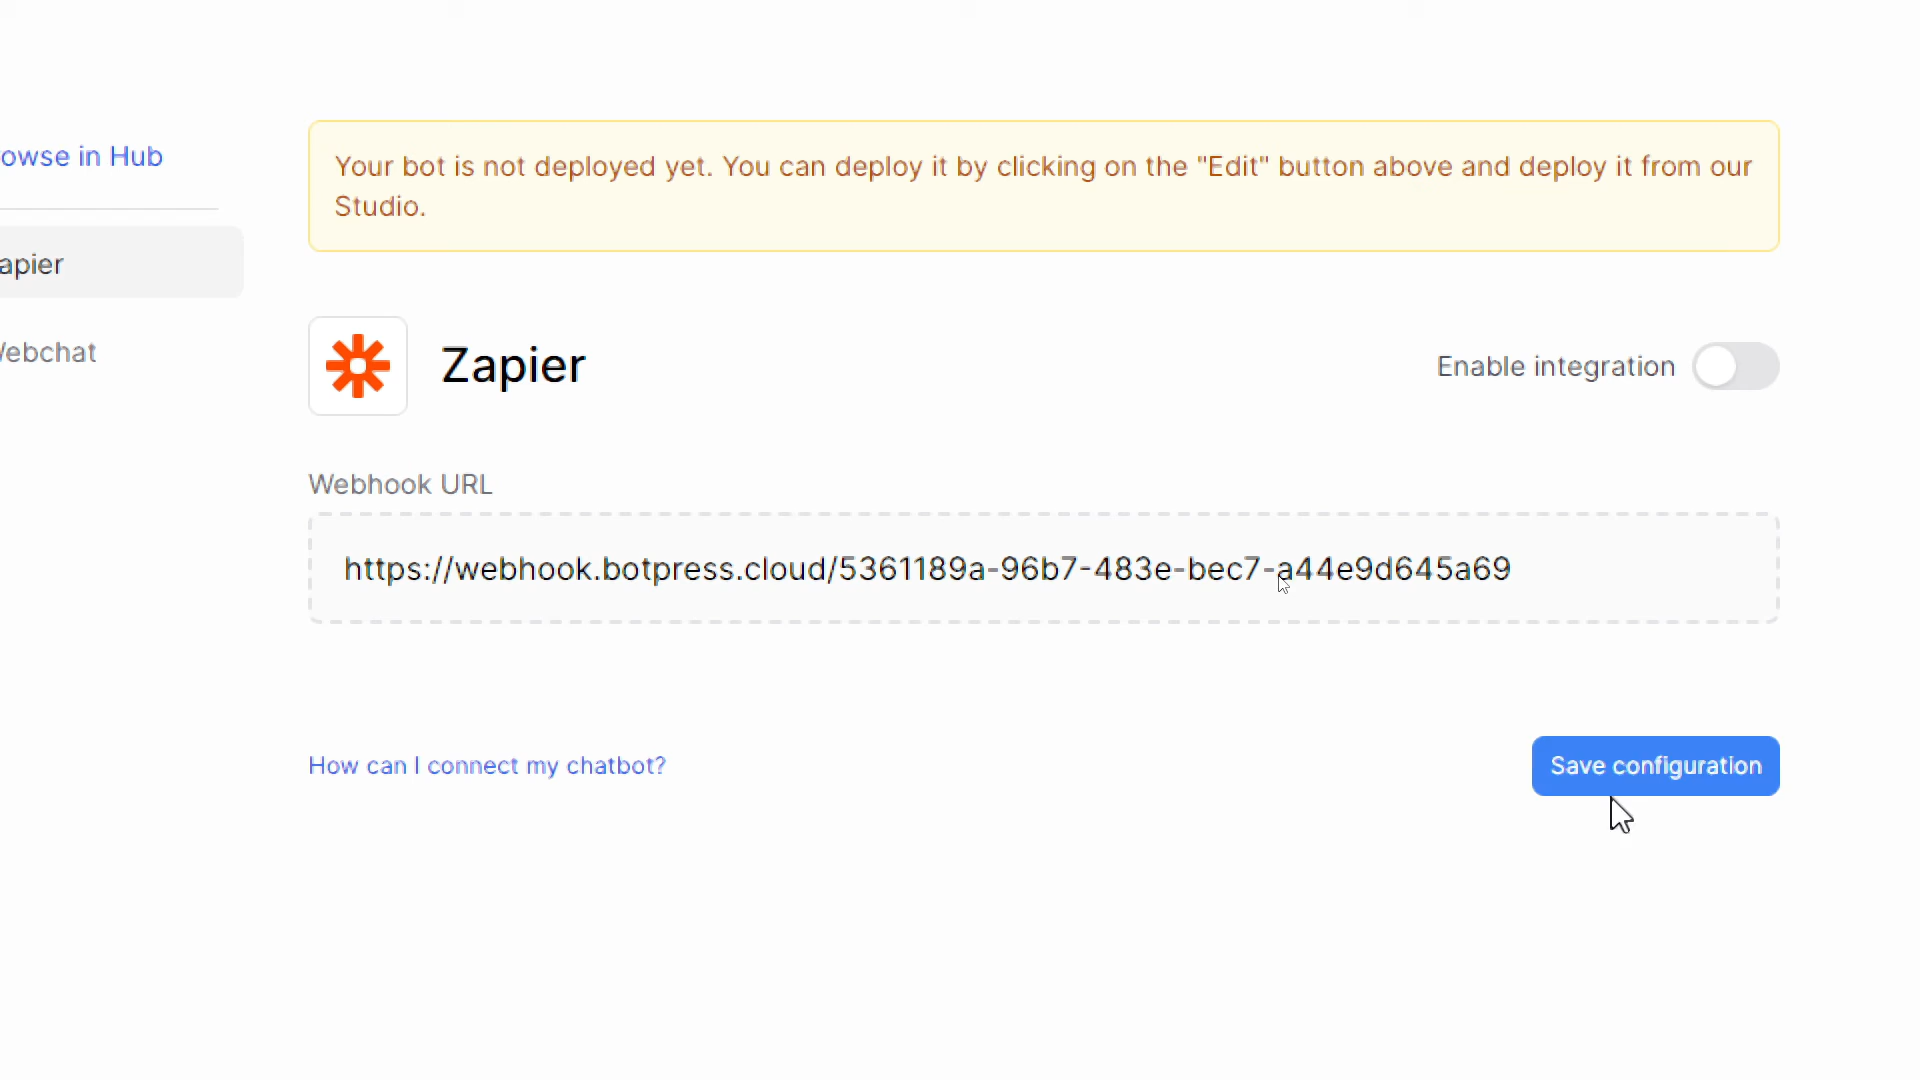 owse in Hub
apier
Webchat
Your bot is not deployed yet. You can deploy it by clicking on the "Edit" button above and deploy it from our
Studio.
Zapier
Enable integration
Webhook URL
https://webhook.botpress.cloud/5361189a-96b7-483e-bec7-a44e9d645a69
How can I connect my chatbot?
Save configuration